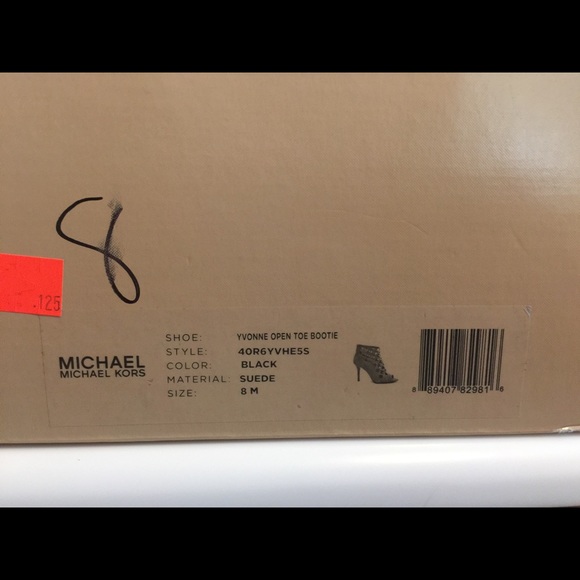 8
.125
MICHAEL
MICHAEL KORS
SHOE: YVONNE OPEN TOE BOOTIE
STYLE: 40R6YVHE5S
COLOR: BLACK
MATERIAL: SUEDE
SIZE: 8 M
8 89407 82981 6